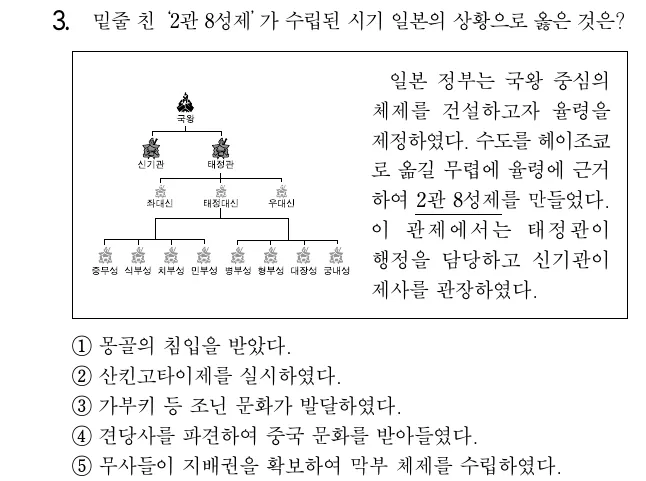 3. 밑줄 친 '2관 8성제'가 수립된 시기 일본의 상황으로 옳은 것은?
국왕
신기관 태정관
좌대신 태정대신 우대신
중무성 식부성 치부성 민부성 병부성 형부성 대장성 궁내성
일본 정부는 국왕 중심의
체제를 건설하고자 율령을
제정하였다. 수도를 헤이조쿄
로 옮길 무렵에 율령에 근거
하여 2관 8성제를 만들었다.
이 관제에서는 태정관이
행정을 담당하고 신기관이
제사를 관장하였다.
① 몽골의 침입을 받았다.
② 산킨고타이제를 실시하였다.
③ 가부키 등 조닌 문화가 발달하였다.
④ 견당사를 파견하여 중국 문화를 받아들였다.
⑤ 무사들이 지배권을 확보하여 막부 체제를 수립하였다.